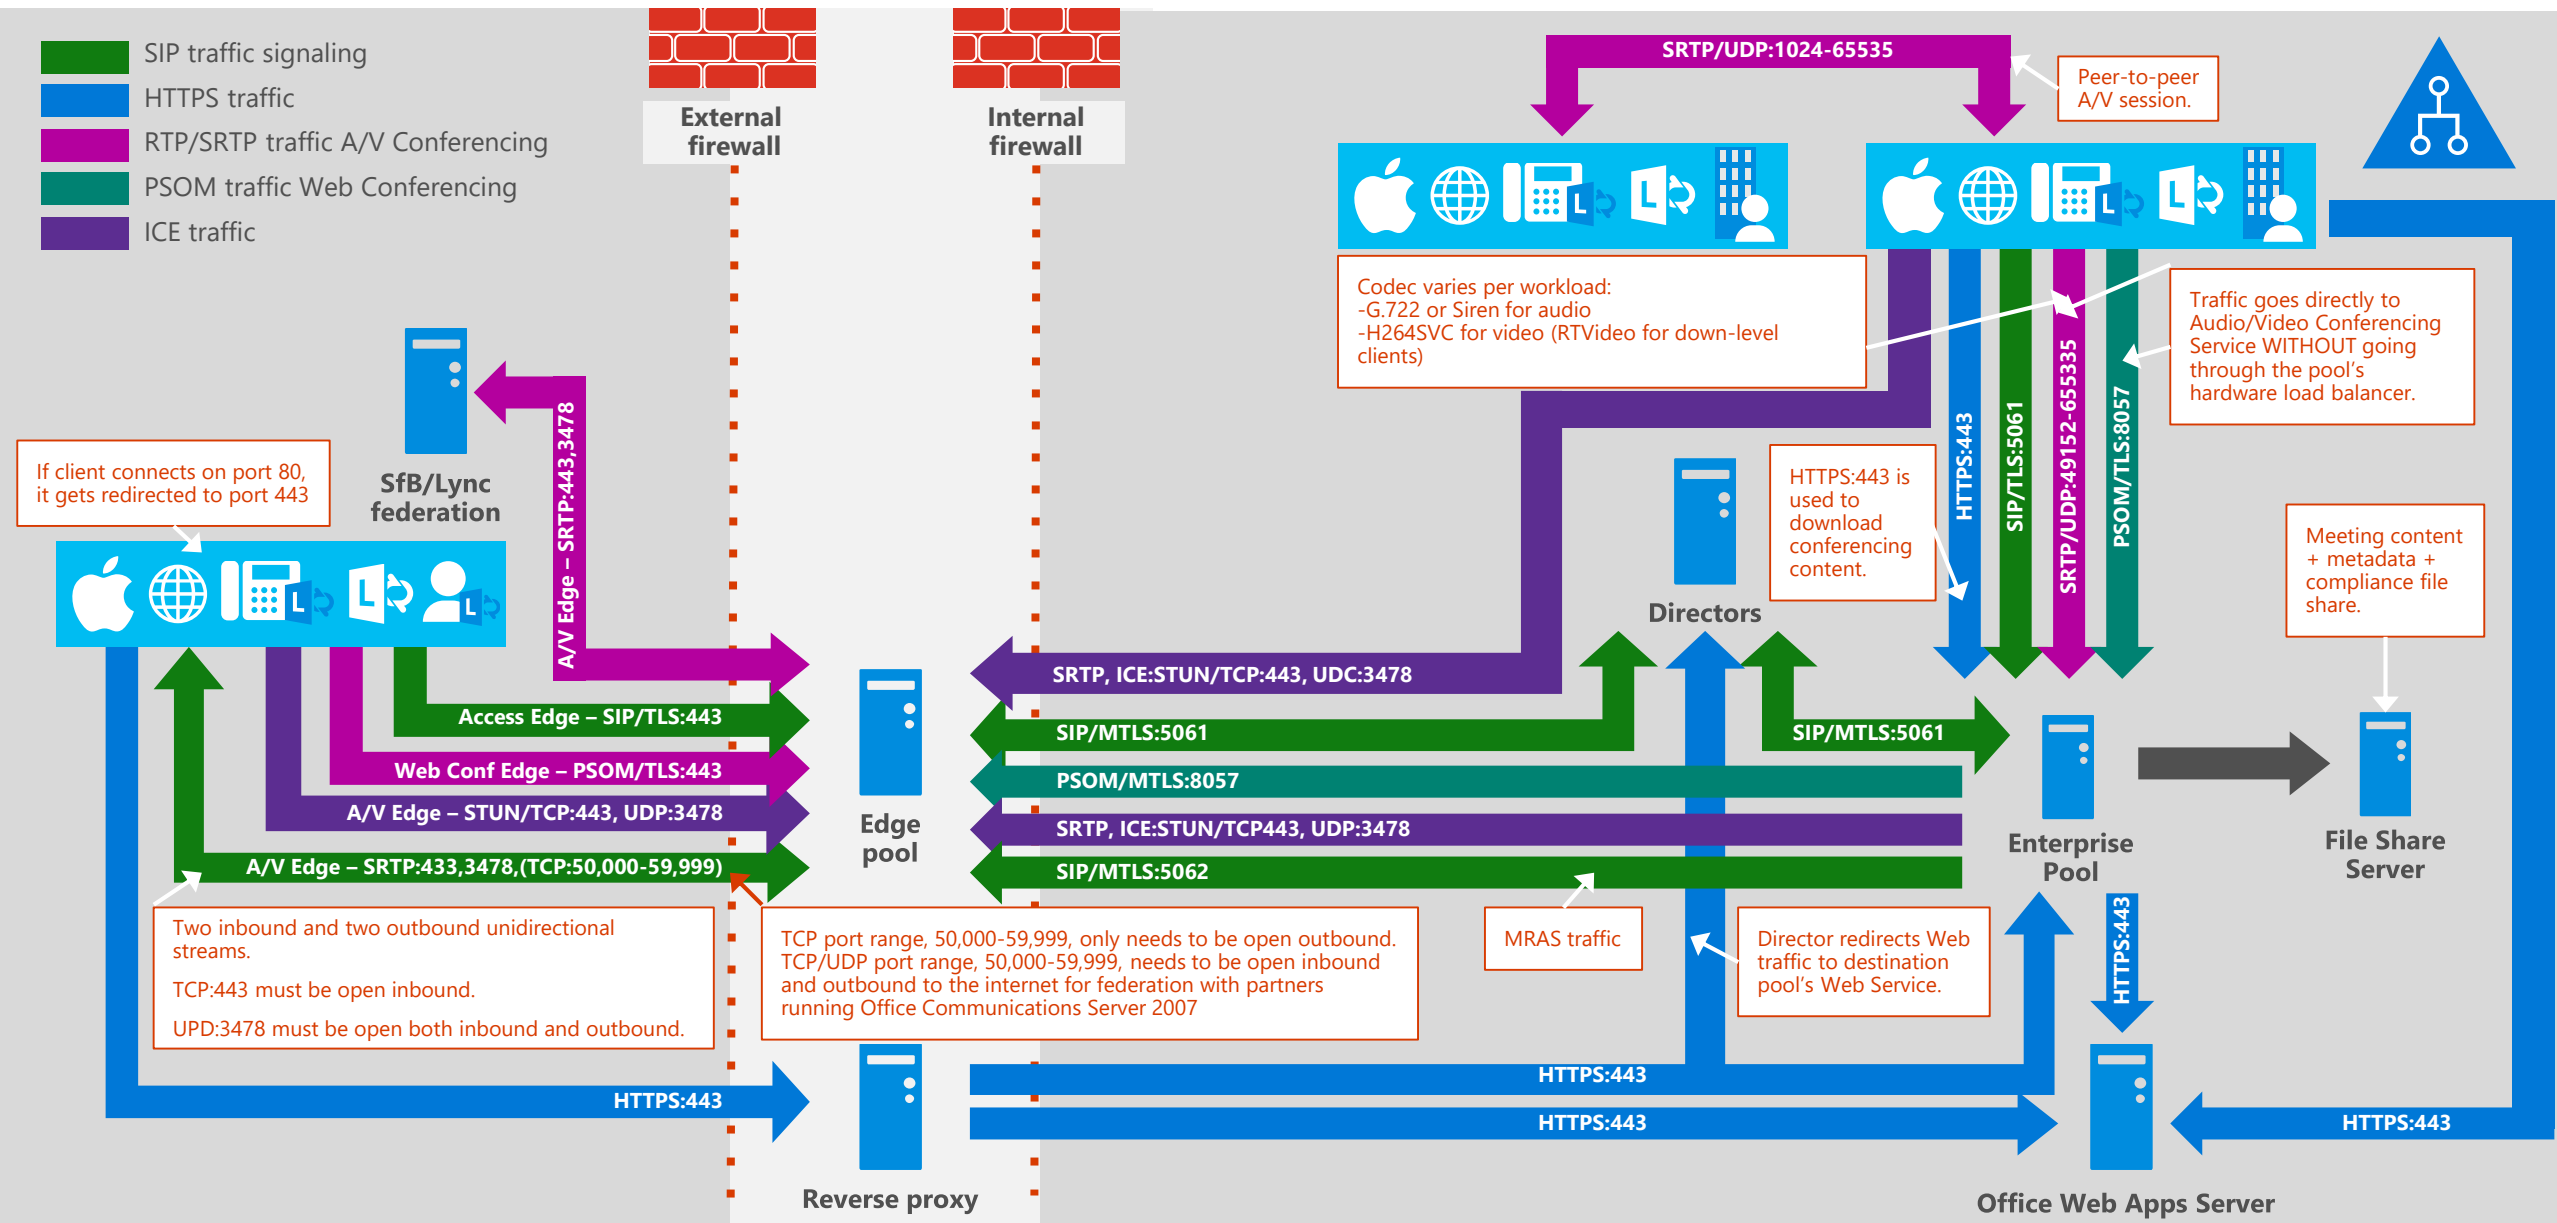 SIP traffic signaling
HTTPS traffic
RTP/SRTP traffic A/V Conferencing
PSOM traffic Web Conferencing
ICE traffic
External
firewall
Internal
firewall
SRTP/UDP:1024-65535
Peer-to-peer
A/V session.
Codec varies per workload:
-G.722 or Siren for audio
-H264SVC for video (RTVideo for down-level
clients)
Traffic goes directly to
Audio/Video Conferencing
Service WITHOUT going
through the pool's
hardware load balancer.
SfB/Lync
federation
A/V Edge – SRTP:443,3478
If client connects on port 80,
it gets redirected to port 443
HTTPS:443
SIP/TLS:5061
SRTP/UDP:49152-655335
PSOM/TLS:8057
HTTPS:443 is
used to
download
conferencing
content.
Directors
Meeting content
+ metadata +
compliance file
share.
Access Edge – SIP/TLS:443
Web Conf Edge – PSOM/TLS:443
A/V Edge – STUN/TCP:443, UDP:3478
A/V Edge – SRTP:433,3478,(TCP:50,000-59,999)
Edge
pool
SRTP, ICE:STUN/TCP:443, UDC:3478
SIP/MTLS:5061
SIP/MTLS:5061
PSOM/MTLS:8057
SRTP, ICE:STUN/TCP443, UDP:3478
SIP/MTLS:5062
Enterprise
Pool
File Share
Server
Two inbound and two outbound unidirectional
streams.
TCP:443 must be open inbound.
UPD:3478 must be open both inbound and outbound.
TCP port range, 50,000-59,999, only needs to be open outbound.
TCP/UDP port range, 50,000-59,999, needs to be open inbound
and outbound to the internet for federation with partners
running Office Communications Server 2007
MRAS traffic
Director redirects Web
traffic to destination
pool's Web Service.
HTTPS:443
HTTPS:443
HTTPS:443
HTTPS:443
HTTPS:443
Reverse proxy
Office Web Apps Server